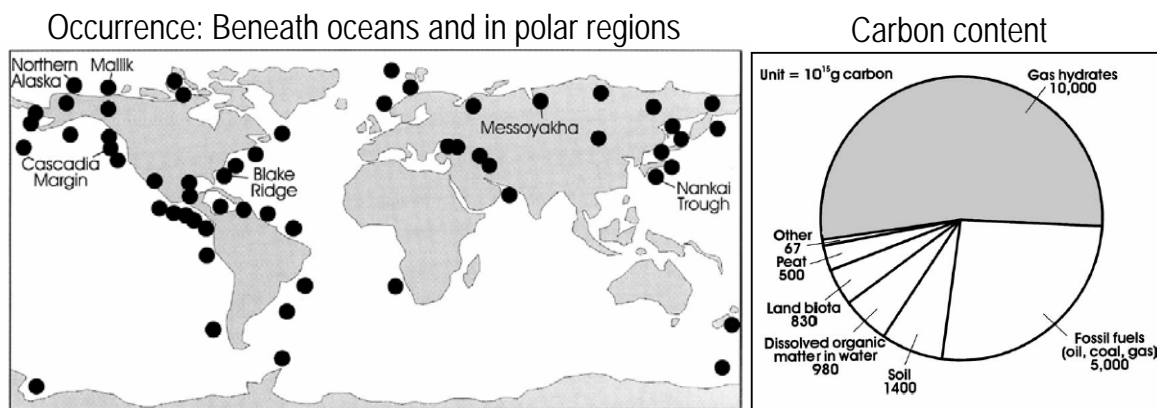 Occurrence: Beneath oceans and in polar regions
Northern
Alaska
Mallik
Messoyakha
Cascadia
Margin
Blake
Ridge
Nankai
Trough
Carbon content
Unit = 10¹⁵g carbon
Gas hydrates
10,000
Other
67
Peat
500
Land biota
830
Dissolved organic
matter in water
980
Soil
1400
Fossil fuels
(oil, coal, gas)
5,000